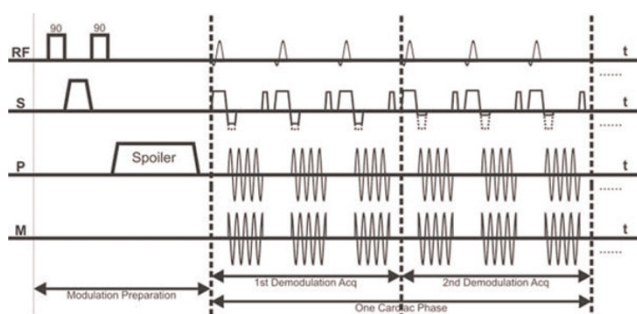 90 90
RF t
......
S t
......
P Spoiler t
......
M t
......
Modulation Preparation 1st Demodulation Acq 2nd Demodulation Acq
One Cardiac Phase